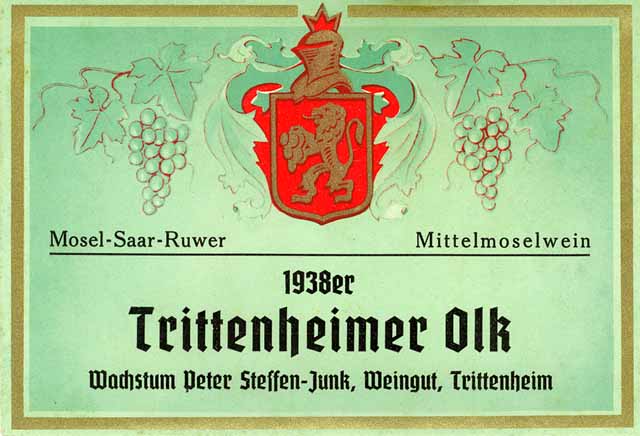 Mosel-Saar-Ruwer Mittelmoselwein
1938er
Trittenheimer Olk
Wachstum Peter Steffen-Junk, Weingut, Trittenheim